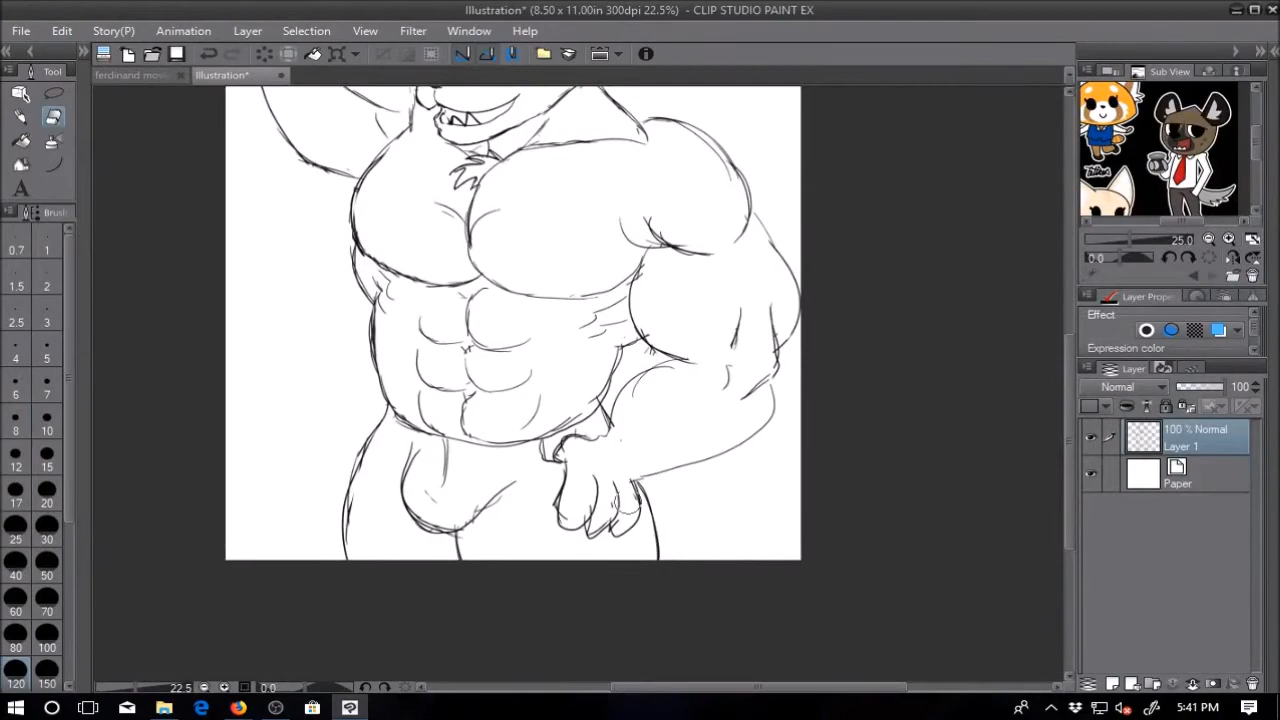 Illustration* (8.50 x 11.00in 300dpi 22.5%) - CLIP STUDIO PAINT EX
File Edit Story(P) Animation Layer Selection Filter View Window Help
ferdinand movi Illustration*
Tool
Brush
0.7 1
1.5 2
2.5 3
4 5
6 7
8 10
12 15
17 20
25 30
40 50
60 70
80 100
120 150
22.5 0.0
Sub View
25.0
0.0
Layer Prope
Effect
Expression color
Layer
Normal 100
100 % Normal
Layer 1
Paper
5:41 PM